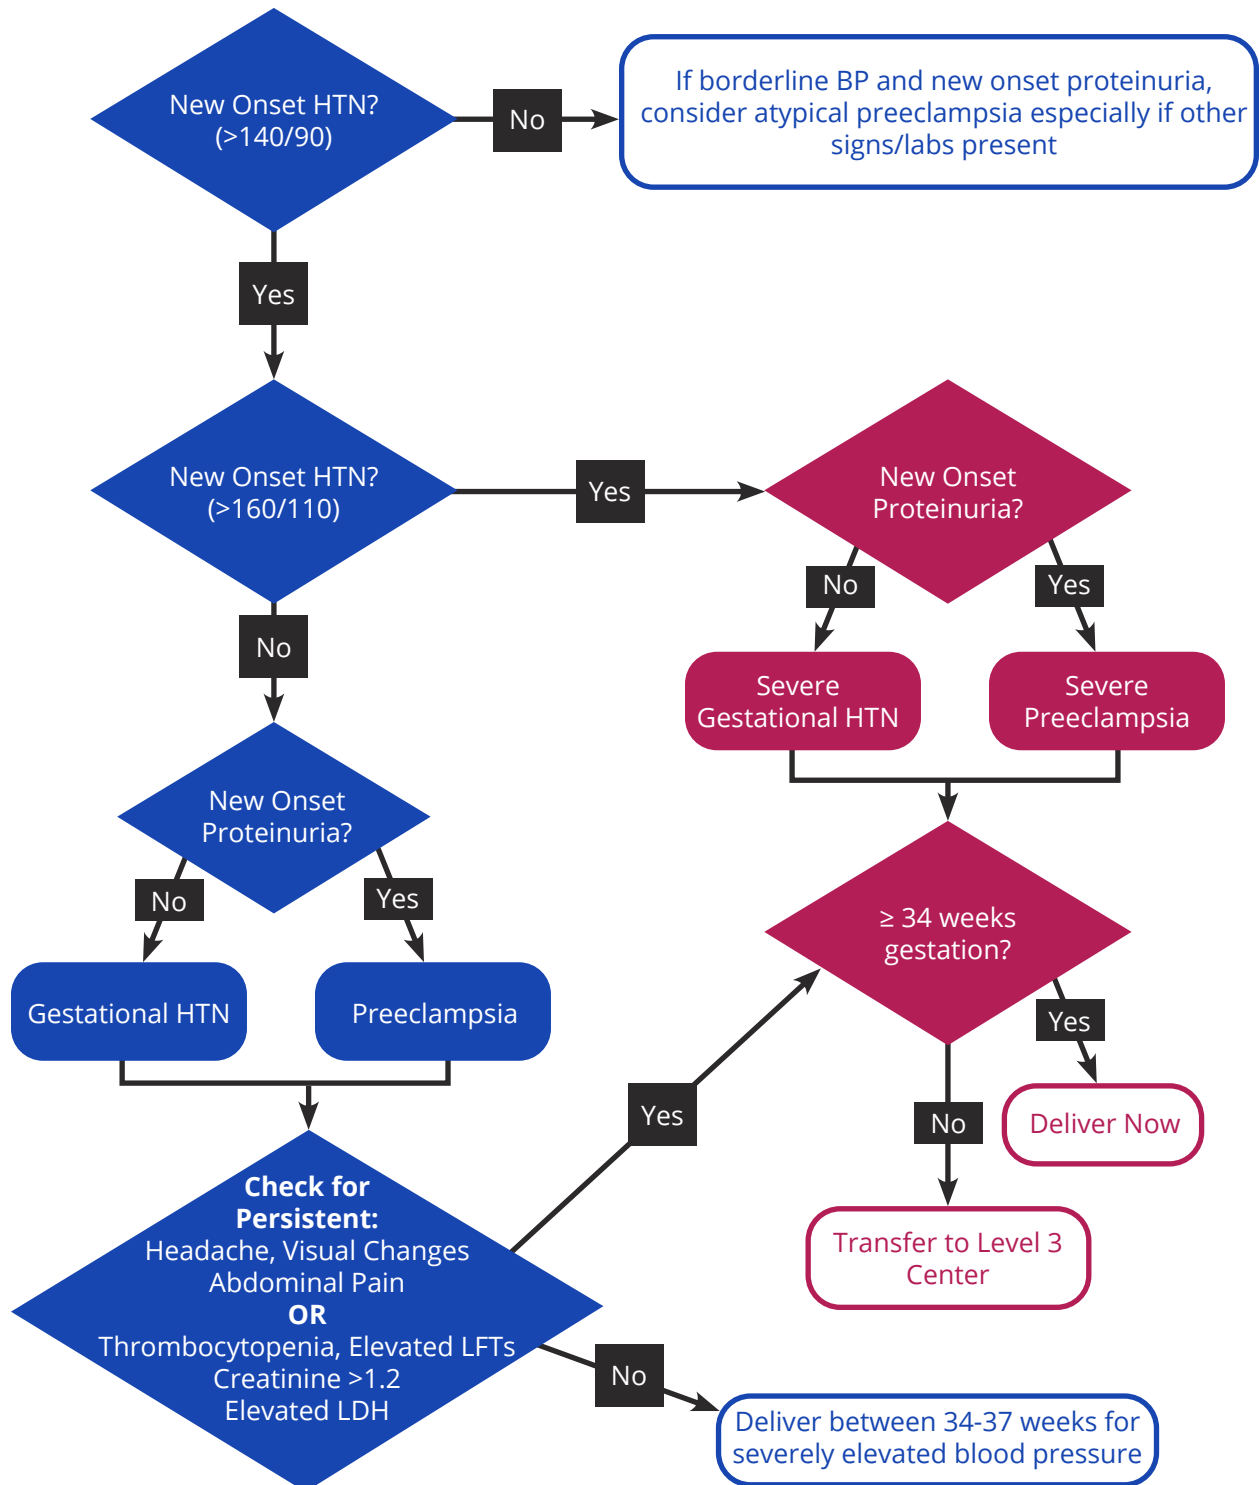 New Onset HTN?
(>140/90)
No
If borderline BP and new onset proteinuria,
consider atypical preeclampsia especially if other
signs/labs present
Yes
New Onset HTN?
(>160/110)
Yes
New Onset
Proteinuria?
No
Yes
Severe
Gestational HTN
Severe
Preeclampsia
No
New Onset
Proteinuria?
No
Yes
Gestational HTN
Preeclampsia
≥ 34 weeks
gestation?
Yes
Deliver Now
No
Transfer to Level 3
Center
Check for
Persistent:
Headache, Visual Changes
Abdominal Pain
OR
Thrombocytopenia, Elevated LFTs
Creatinine >1.2
Elevated LDH
Yes
No
Deliver between 34-37 weeks for
severely elevated blood pressure